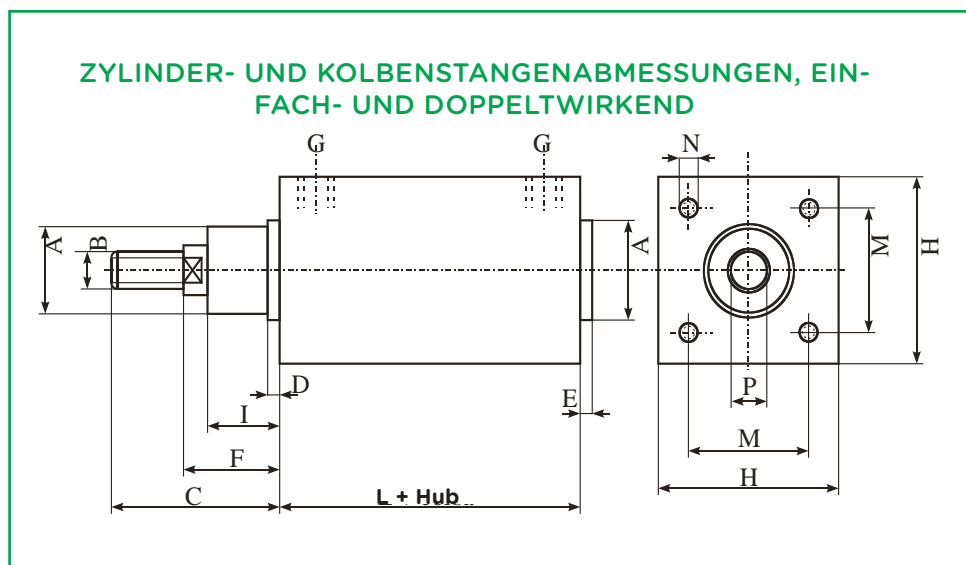 ZYLINDER- UND KOLBENSTANGENABMESSUNGEN, EIN-
FACH- UND DOPPELTWIRKEND
G G N
A B A M H
D
E P
I
F M
C L + Hub H